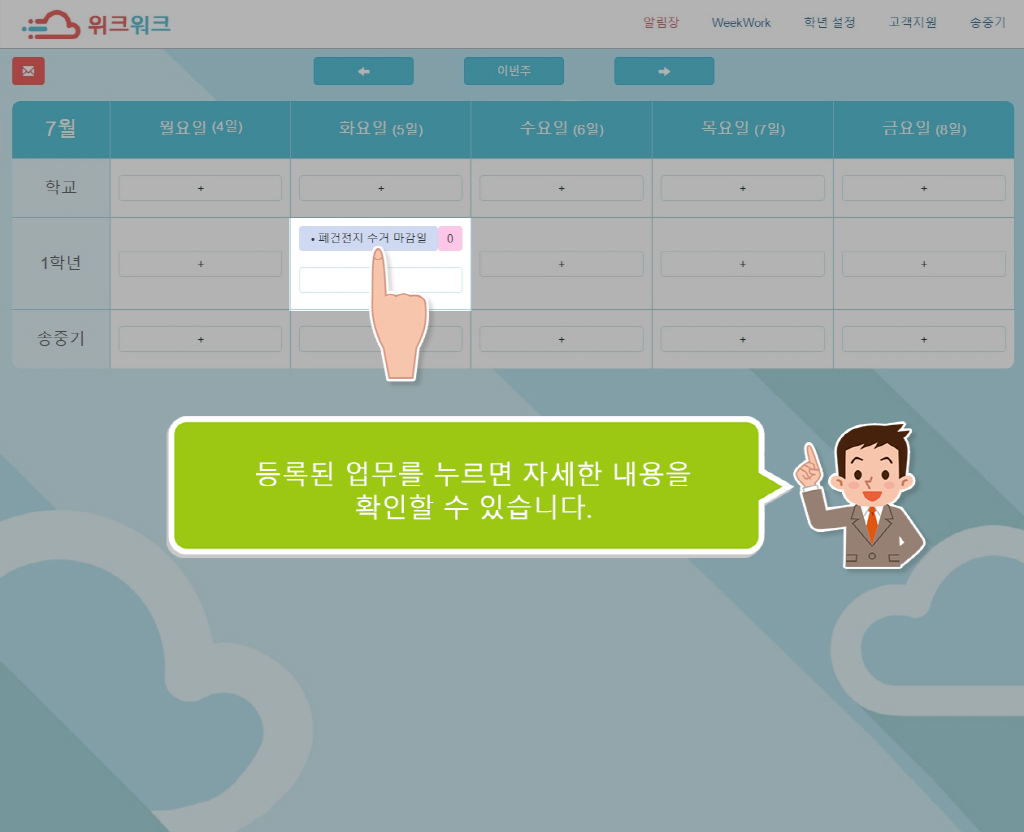 위크워크
알림장 WeekWork 학년 설정 고객지원 송중기
이번주
7월 월요일 (4일) 화요일 (5일) 수요일 (6일) 목요일 (7일) 금요일 (8일)
학교 + + + + +
• 폐건전지 수거 마감일 0
1학년 + + + +
송중기 + + + +
등록된 업무를 누르면 자세한 내용을
확인할 수 있습니다.